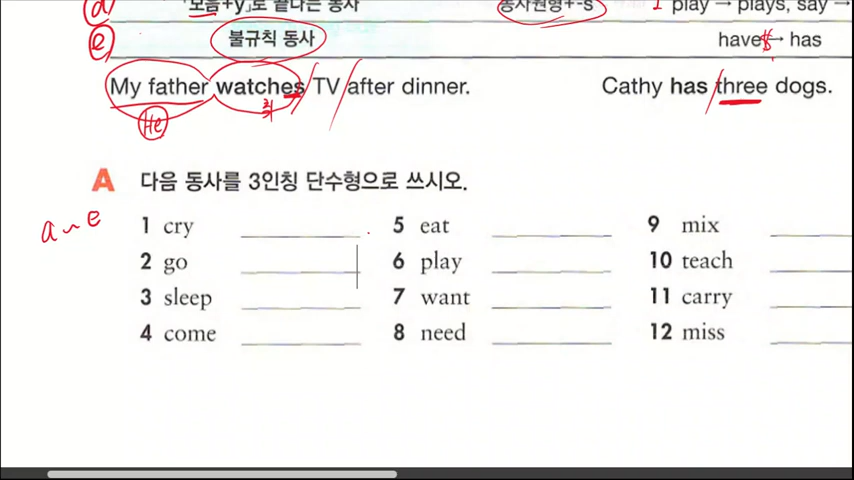 d 「모음+y」로 끝나는 동사 동사원형+-s play → plays, say →
e 불규칙 동사 have → has
My father watches TV after dinner. Cathy has three dogs.
He
A 다음 동사를 3인칭 단수형으로 쓰시오.
a~e
1 cry 5 eat 9 mix
2 go 6 play 10 teach
3 sleep 7 want 11 carry
4 come 8 need 12 miss